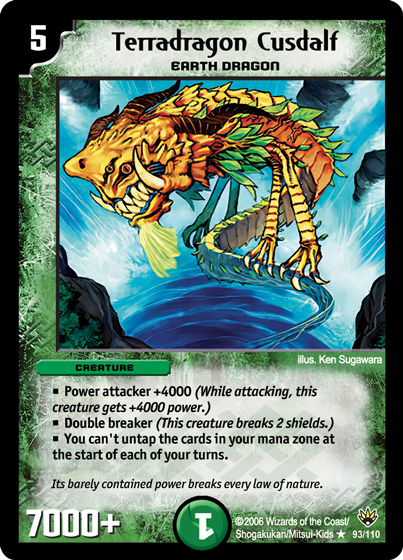 5
Terradragon Cusdalf
EARTH DRAGON
illus. Ken Sugawara
CREATURE
■ Power attacker +4000 (While attacking, this
creature gets +4000 power.)
■ Double breaker (This creature breaks 2 shields.)
■ You can't untap the cards in your mana zone at
the start of each of your turns.
Its barely contained power breaks every law of nature.
7000+
1
©2006 Wizards of the Coast/
Shogakukan/Mitsui-Kids ★ 93/110